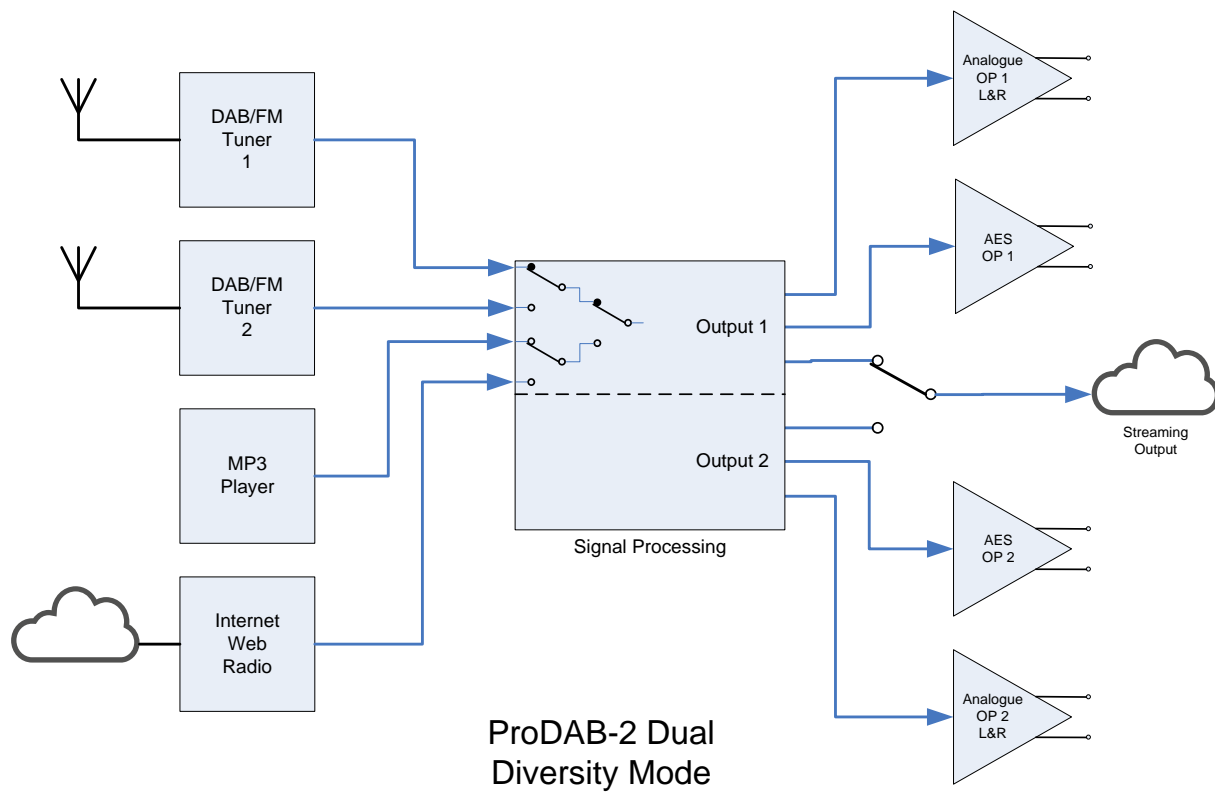 DAB/FM
Tuner
1
DAB/FM
Tuner
2
MP3
Player
Internet
Web
Radio
Output 1
Output 2
Signal Processing
Analogue
OP 1
L&R
AES
OP 1
Streaming
Output
AES
OP 2
Analogue
OP 2
L&R
ProDAB-2 Dual
Diversity Mode